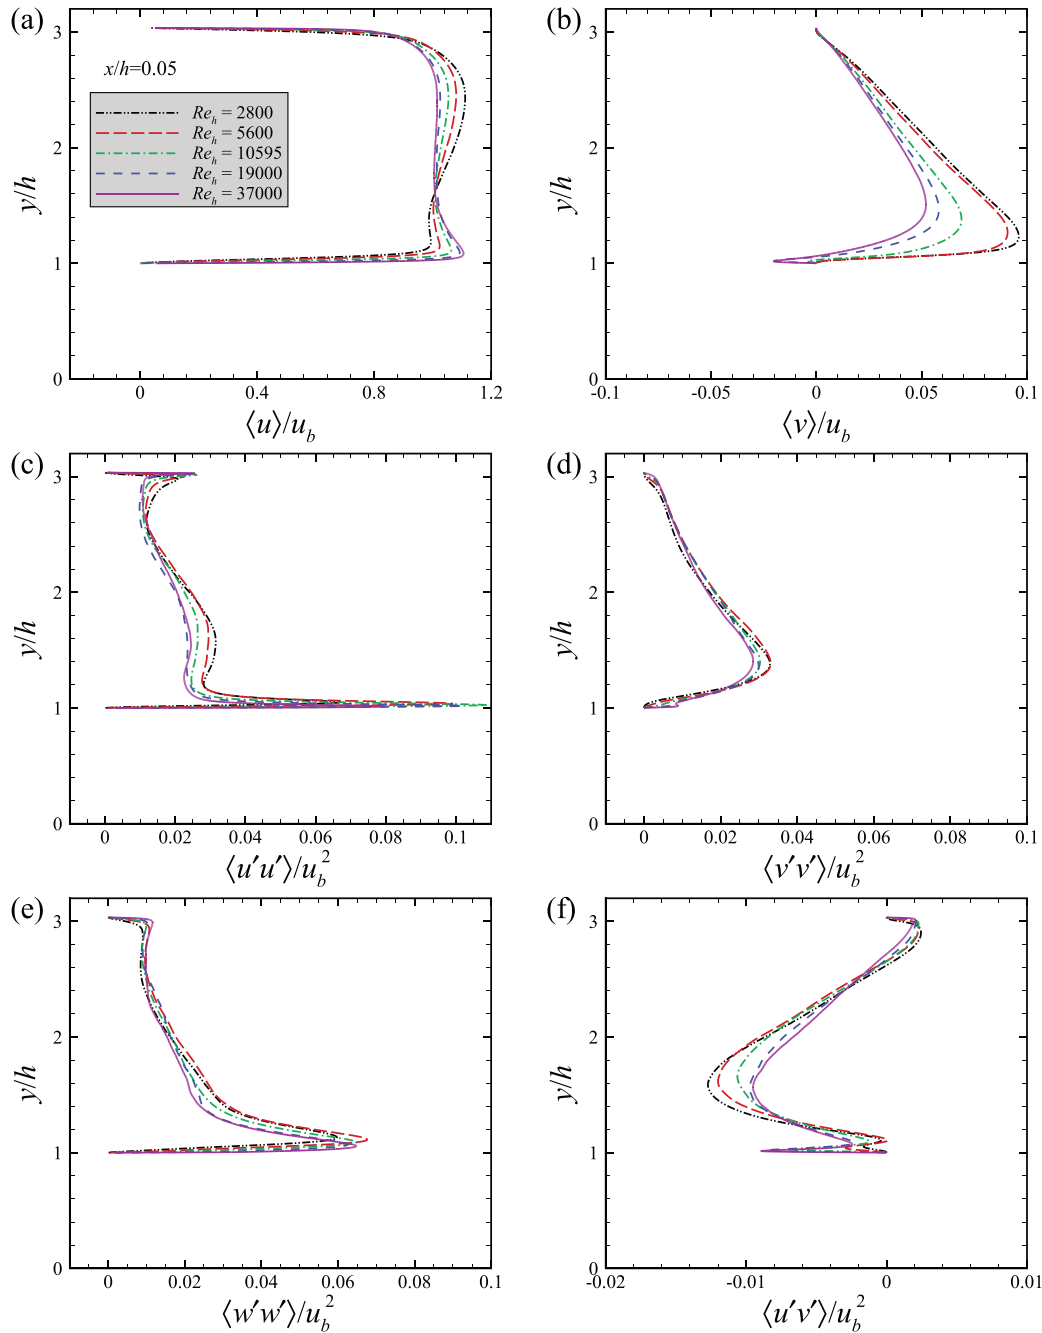 (a)
3
2
1
0
y/h
x/h=0.05
Re_h = 2800
Re_h = 5600
Re_h = 10595
Re_h = 19000
Re_h = 37000
0 0.4 0.8 1.2
⟨u⟩/u_b
(b)
3
2
1
0
y/h
-0.1 -0.05 0 0.05 0.1
⟨v⟩/u_b
(c)
3
2
1
0
y/h
0 0.02 0.04 0.06 0.08 0.1
⟨u′u′⟩/u_b^2
(d)
3
2
1
0
y/h
0 0.02 0.04 0.06 0.08 0.1
⟨v′v′⟩/u_b^2
(e)
3
2
1
0
y/h
0 0.02 0.04 0.06 0.08 0.1
⟨w′w′⟩/u_b^2
(f)
3
2
1
0
y/h
-0.02 -0.01 0 0.01
⟨u′v′⟩/u_b^2